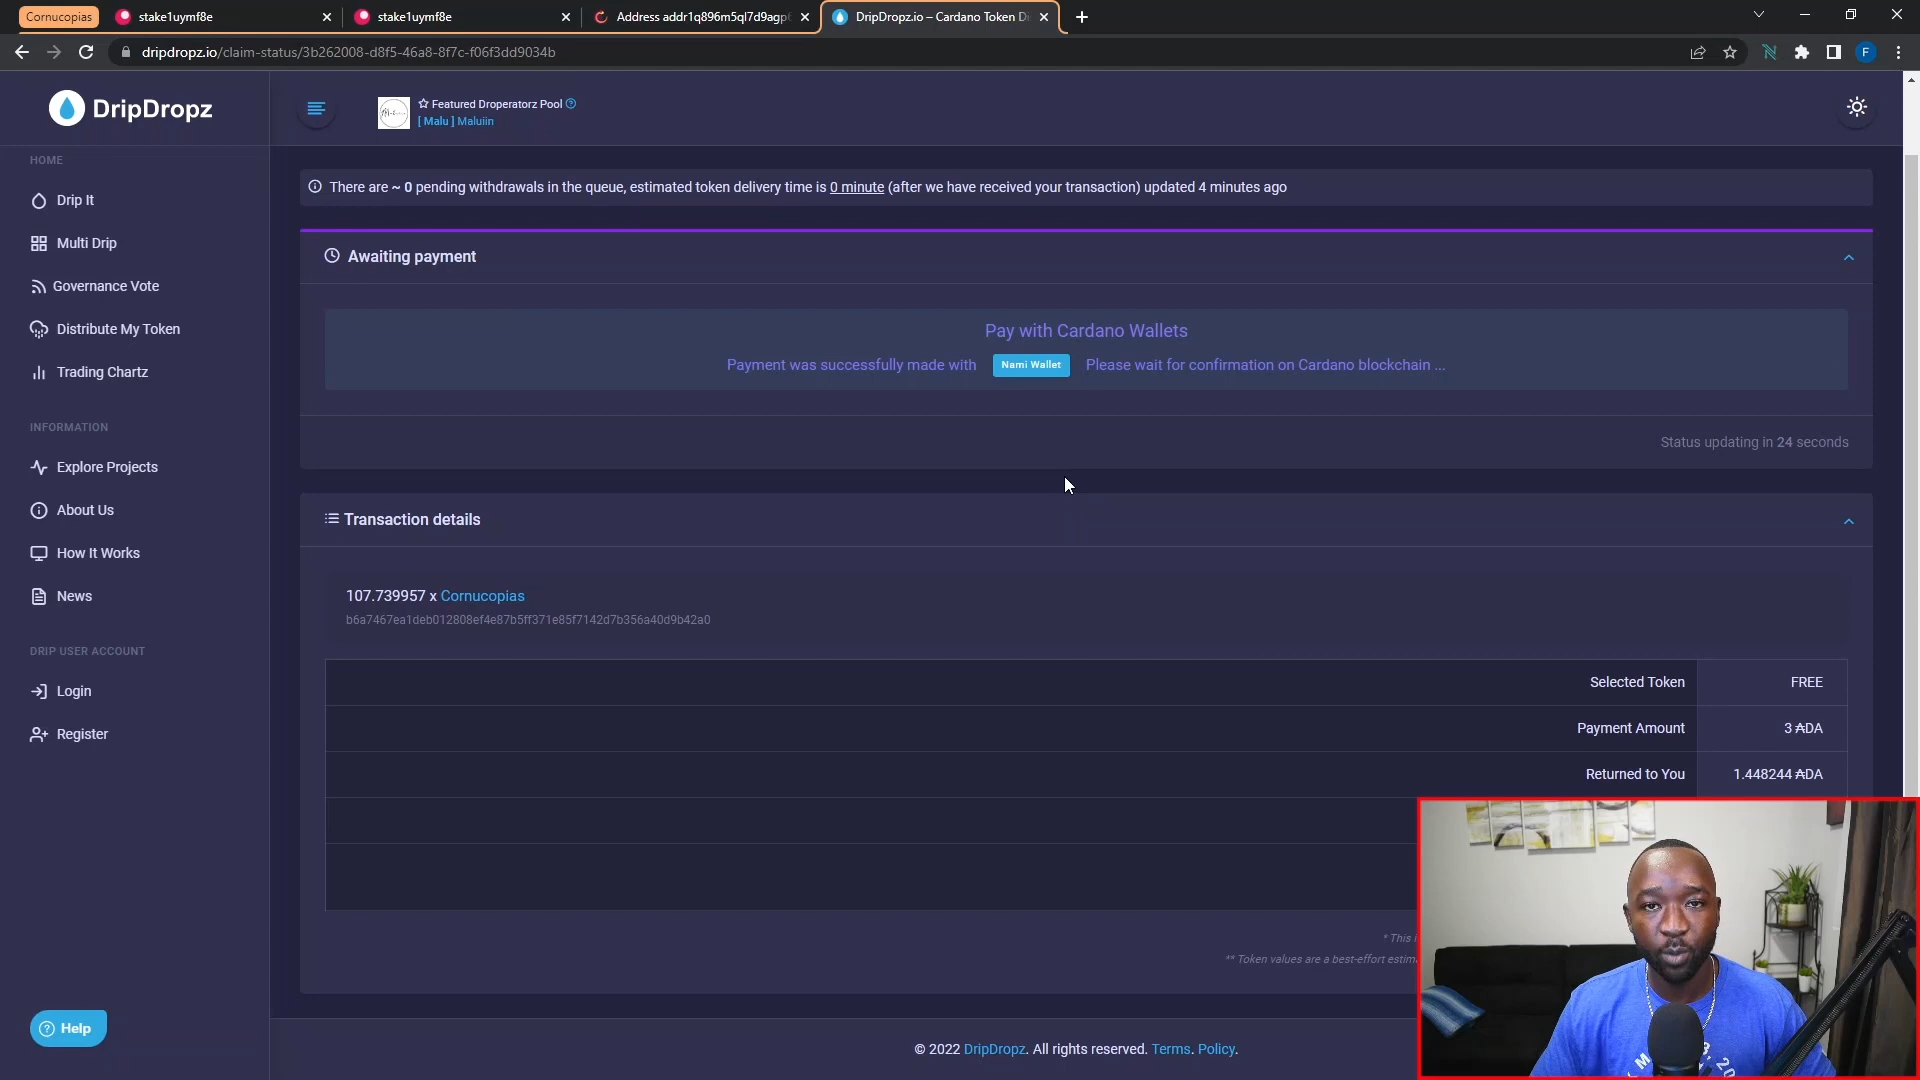 Cornucopias
stake1uymf8e
stake1uymf8e
Address addr1q896m5ql7d9agp
DripDropz.io – Cardano Token D
dripdropz.io/claim-status/3b262008-d8f5-46a8-8f7c-f06f3dd9034b
F
DripDropz
Featured Droperatorz Pool
[ Malu ] Maluiin
There are ~ 0 pending withdrawals in the queue, estimated token delivery time is 0 minute (after we have received your transaction) updated 4 minutes ago
HOME
Drip It
Multi Drip
Governance Vote
Distribute My Token
Trading Chartz
INFORMATION
Explore Projects
About Us
How It Works
News
DRIP USER ACCOUNT
Login
Register
Help
Awaiting payment
Pay with Cardano Wallets
Payment was successfully made with Nami Wallet Please wait for confirmation on Cardano blockchain ...
Status updating in 24 seconds
Transaction details
107.739957 x Cornucopias
b6a7467ea1deb012808ef4e87b5ff371e85f7142d7b356a40d9b42a0
Selected Token FREE
Payment Amount 3 ₳DA
Returned to You 1.448244 ₳DA
* This
** Token values are a best-effort
© 2022 DripDropz. All rights reserved. Terms. Policy.